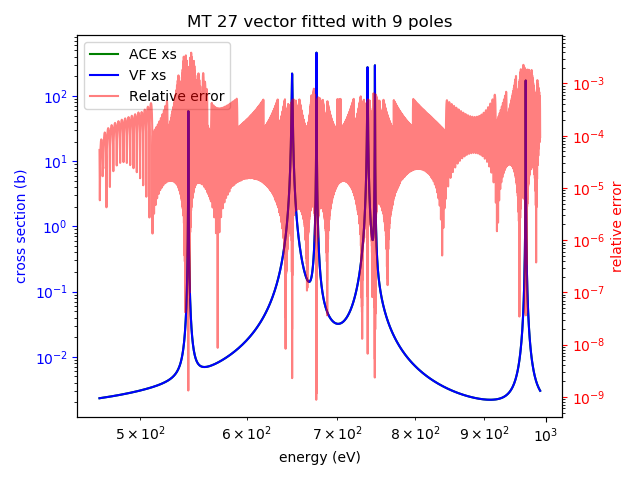 MT 27 vector fitted with 9 poles
ACE xs
VF xs
Relative error
cross section (b)
10²
10¹
10⁰
10⁻¹
10⁻²
relative error
10⁻³
10⁻⁴
10⁻⁵
10⁻⁶
10⁻⁷
10⁻⁸
10⁻⁹
5 × 10² 6 × 10² 7 × 10² 8 × 10² 9 × 10² 10³
energy (eV)